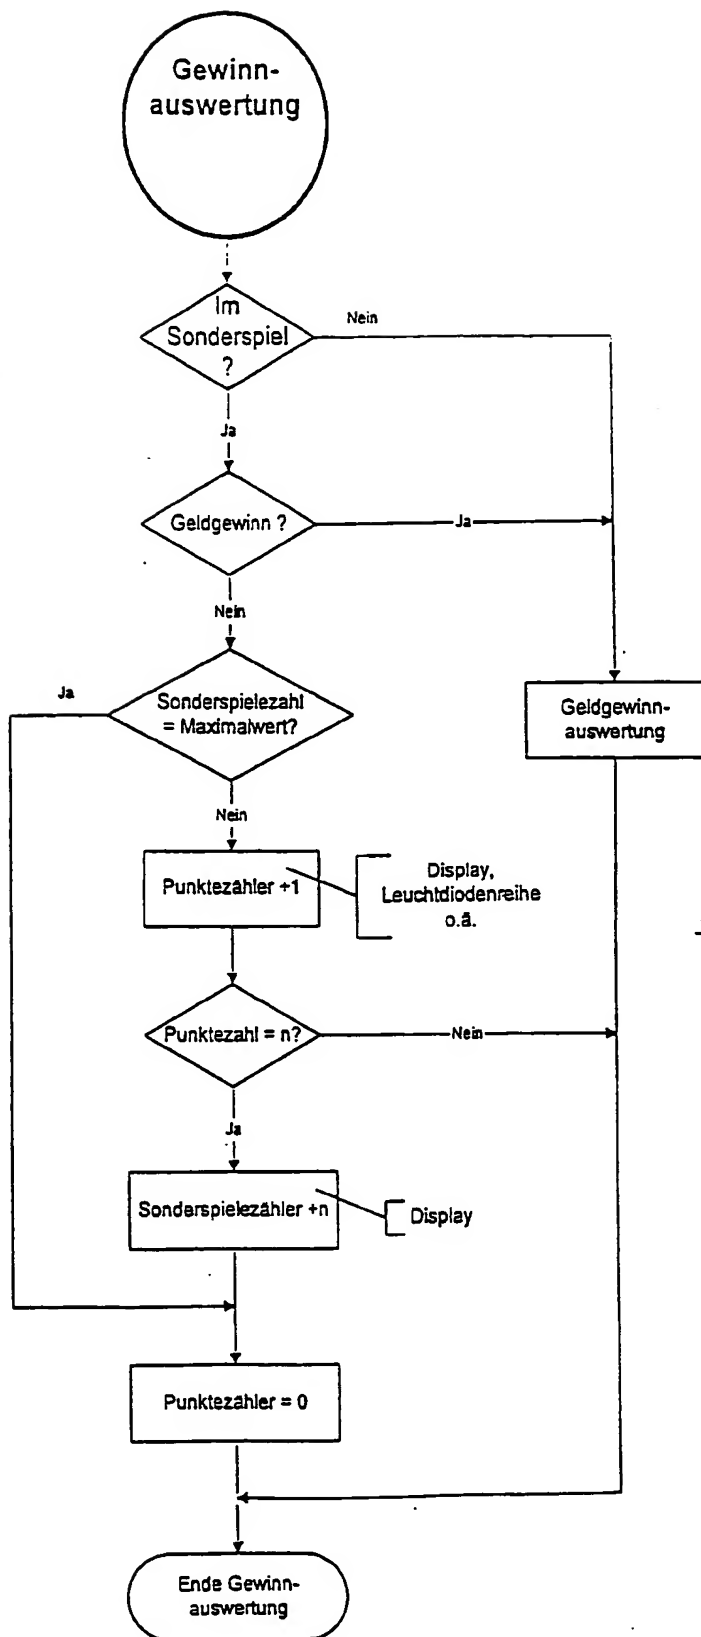 Gewinn-
auswertung
Im
Sonderspiel
?
Nein
Ja
Geldgewinn ?
Ja
Nein
Sonderspielezahl
= Maximalwert?
Ja
Geldgewinn-
auswertung
Nein
Punktezähler +1
Display,
Leuchtdiodenreihe
o.ä.
Punktezahl = n?
Nein
Ja
Sonderspielezähler +n
Display
Punktezähler = 0
Ende Gewinn-
auswertung